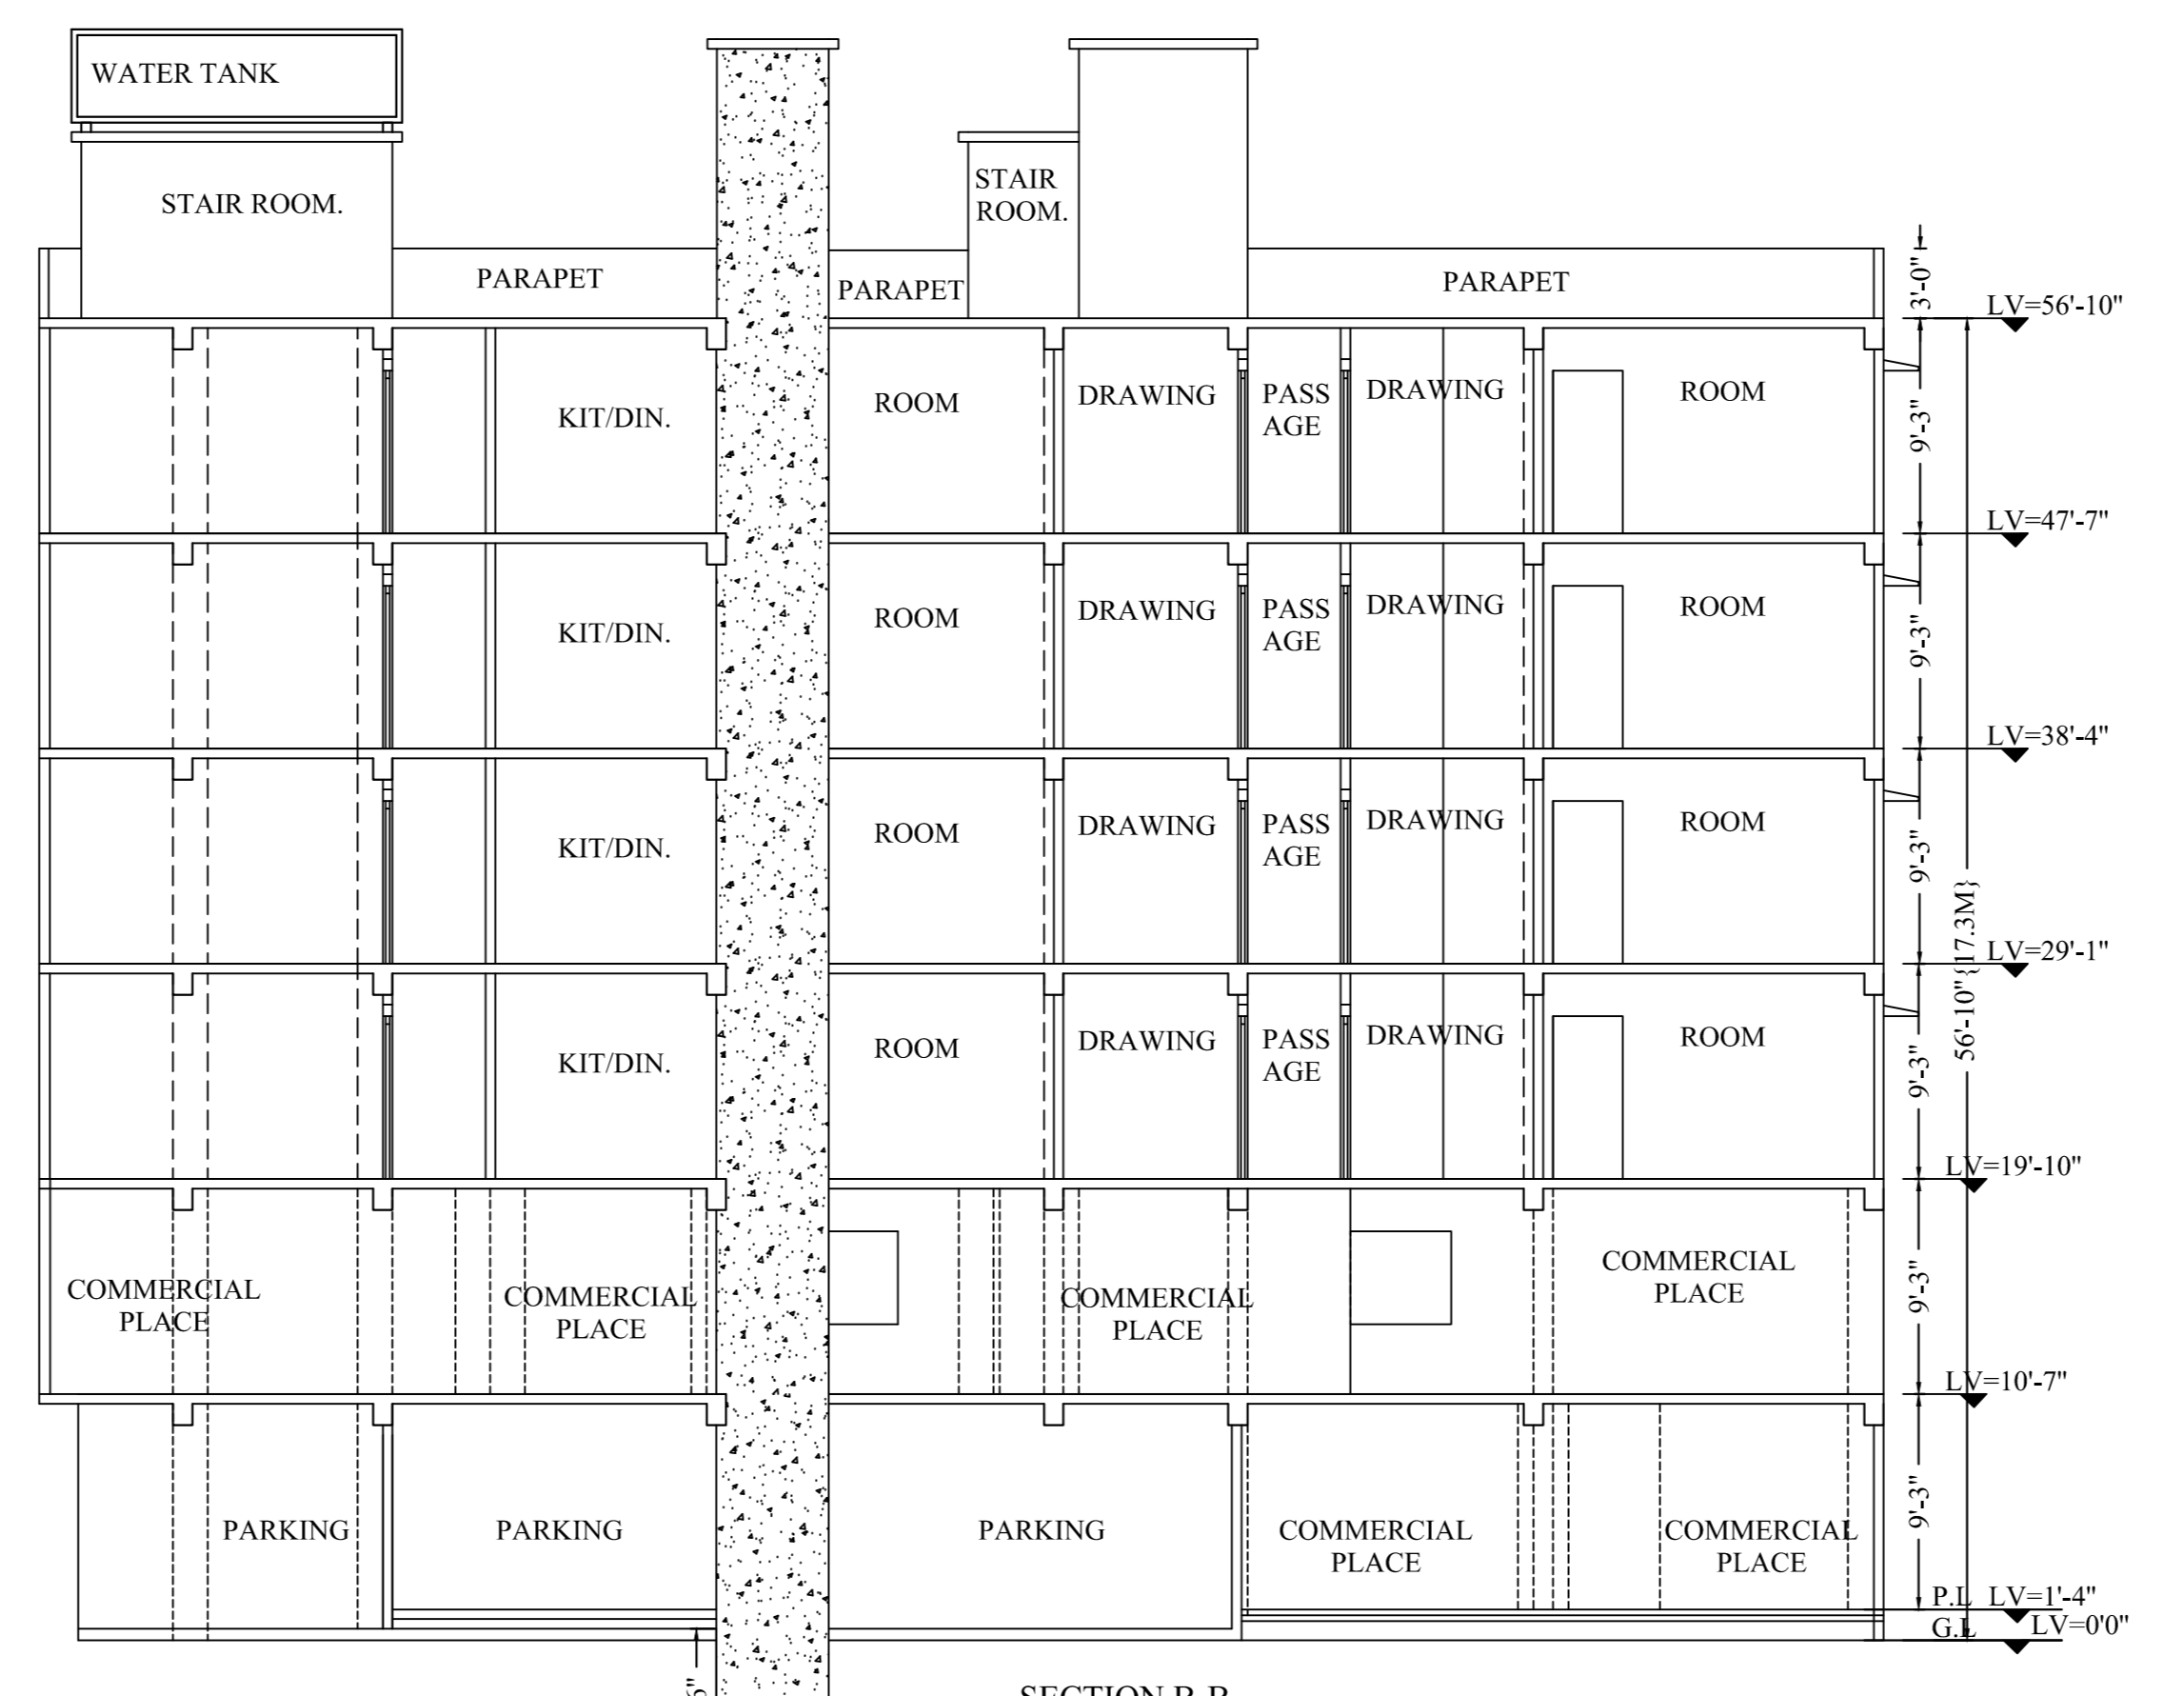 WATER TANK
STAIR ROOM.
STAIR
ROOM.
PARAPET
PARAPET
PARAPET
3'-0"
LV=56'-10"
KIT/DIN.
ROOM
DRAWING
PASS
AGE
DRAWING
ROOM
9'-3"
LV=47'-7"
KIT/DIN.
ROOM
DRAWING
PASS
AGE
DRAWING
ROOM
9'-3"
LV=38'-4"
KIT/DIN.
ROOM
DRAWING
PASS
AGE
DRAWING
ROOM
9'-3"
56'-10"{17.3M}
LV=29'-1"
KIT/DIN.
ROOM
DRAWING
PASS
AGE
DRAWING
ROOM
9'-3"
LV=19'-10"
COMMERCIAL
PLACE
COMMERCIAL
PLACE
COMMERCIAL
PLACE
COMMERCIAL
PLACE
9'-3"
LV=10'-7"
PARKING
PARKING
PARKING
COMMERCIAL
PLACE
COMMERCIAL
PLACE
9'-3"
P.L LV=1'-4"
G.L LV=0'0"
SECTION B-B